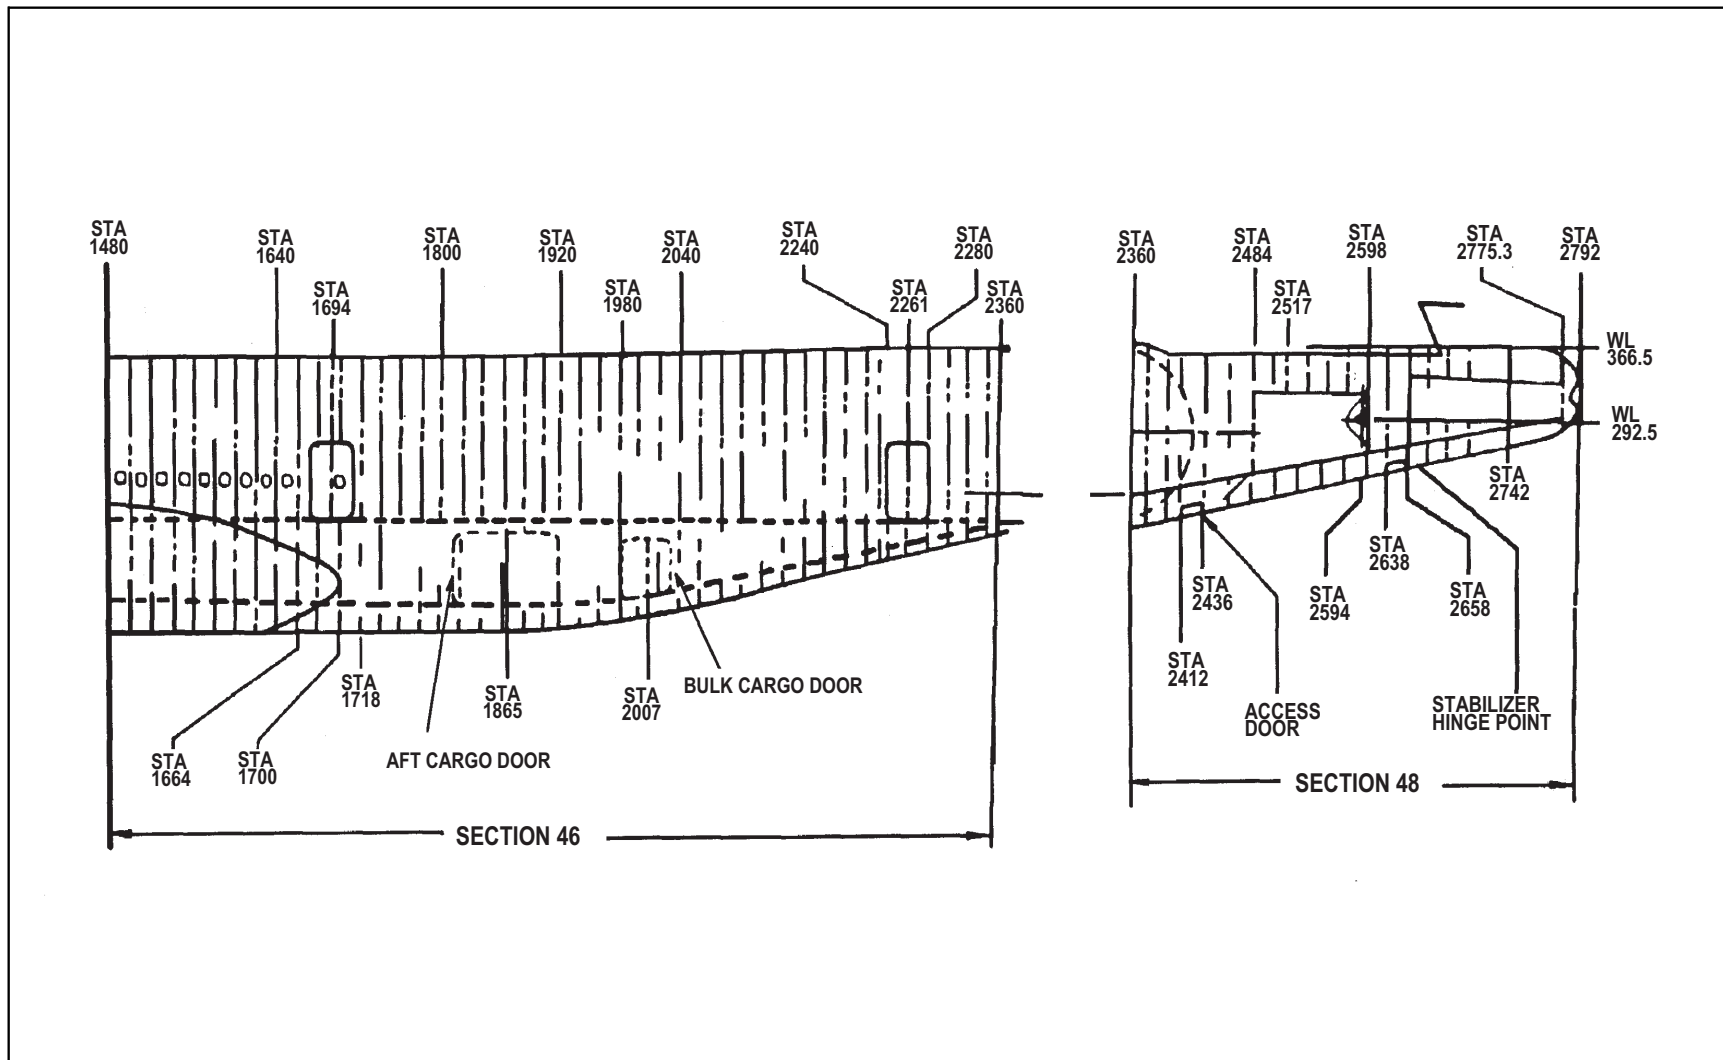 STA
1480
STA
1640
STA
1694
STA
1800
STA
1920
STA
1980
STA
2040
STA
2240
STA
2261
STA
2280
STA
2360
STA
2360
STA
2484
STA
2517
STA
2598
STA
2775.3
STA
2792
WL
366.5
WL
292.5
STA
2742
STA
2638
STA
2658
STA
2594
STA
2436
STA
2412
ACCESS
DOOR
STABILIZER
HINGE POINT
STA
1664
STA
1700
STA
1718
STA
1865
STA
2007
BULK CARGO DOOR
AFT CARGO DOOR
SECTION 46
SECTION 48